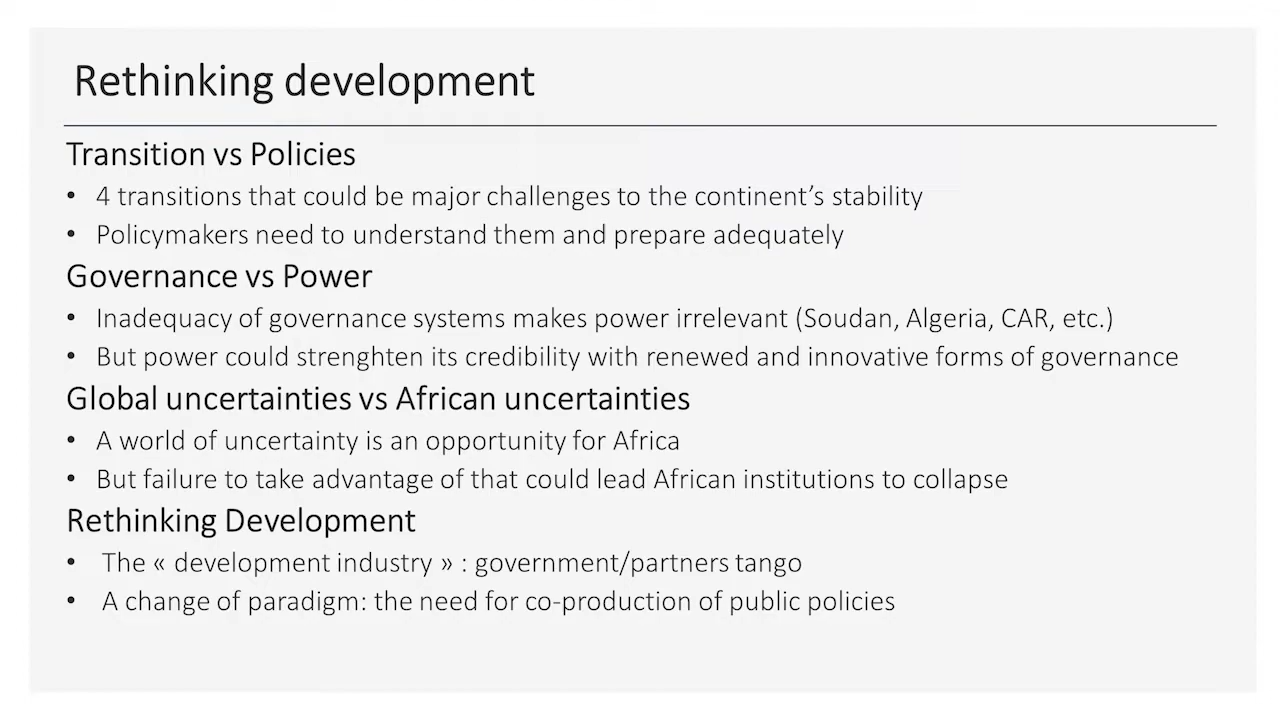 Rethinking development
Transition vs Policies
• 4 transitions that could be major challenges to the continent’s stability
• Policymakers need to understand them and prepare adequately
Governance vs Power
• Inadequacy of governance systems makes power irrelevant (Soudan, Algeria, CAR, etc.)
• But power could strenghten its credibility with renewed and innovative forms of governance
Global uncertainties vs African uncertainties
• A world of uncertainty is an opportunity for Africa
• But failure to take advantage of that could lead African institutions to collapse
Rethinking Development
• The « development industry » : government/partners tango
• A change of paradigm: the need for co-production of public policies